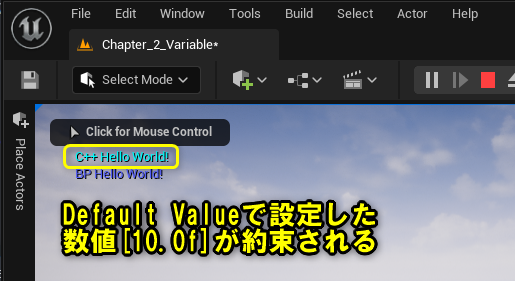 File Edit Window Tools Build Select Actor Help
Chapter_2_Variable*
Select Mode
Place Actors
Click for Mouse Control
C++ Hello World!
BP Hello World!
Default Valueで設定した
数値[10.0f]が約束される